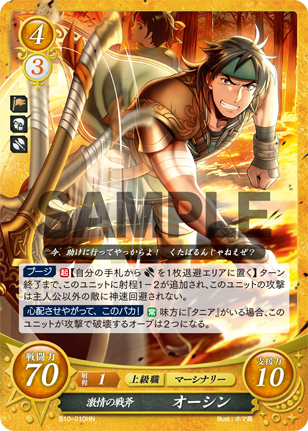 4
3
SAMPLE
今、助けに行ってやっからよ! くたばるんじゃねえぜ?
プージ 起【自分の手札からを1枚退避エリアに置く】ターン
終了まで、このユニットに射程1-2が追加され、このユニットの攻撃
は主人公以外の敵に神速回避されない。
心配させやがって、このバカ! 常 味方に『タニア』がいる場合、この
ユニットが攻撃で破壊するオーブは2つになる。
戦闘力
70
射程 1 上級職 マーシナリー
支援力
10
激情の戦斧 オーシン
B10-010HN
Illust:ホマ蔵